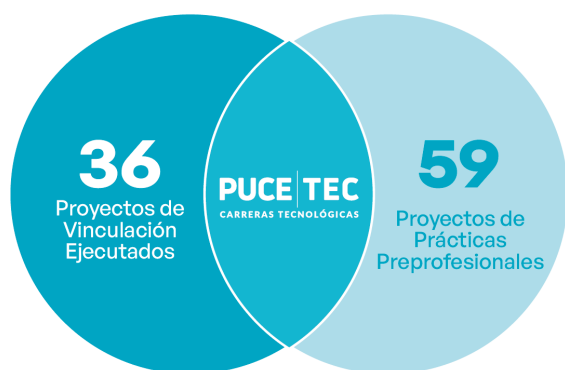 36
Proyectos de
Vinculación
Ejecutados
PUCE|TEC
CARRERAS TECNOLÓGICAS
59
Proyectos de
Prácticas
Preprofesionales